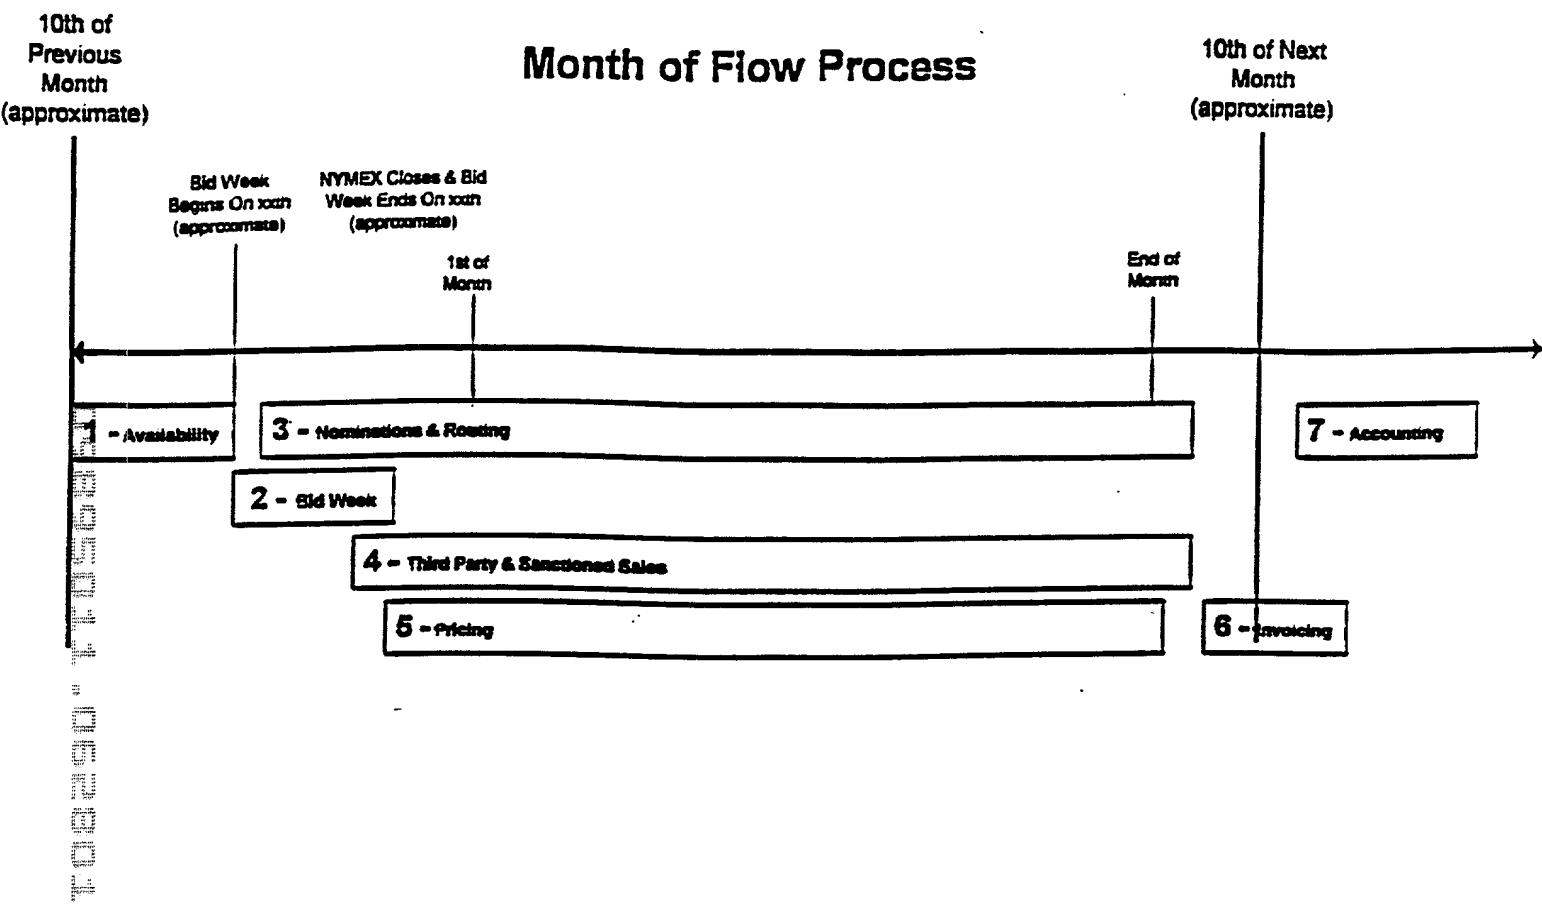 10th of
Previous
Month
(approximate)
Month of Flow Process
10th of Next
Month
(approximate)
Bid Week
Begins On xxth
(approximate)
NYMEX Closes & Bid
Week Ends On xxth
(approximate)
1st of
Month
End of
Month
1 - Availability
3 - Nominations & Routing
7 - Accounting
2 - Bid Week
4 - Third Party & Sanctioned Sales
5 - Pricing
6 - Invoicing